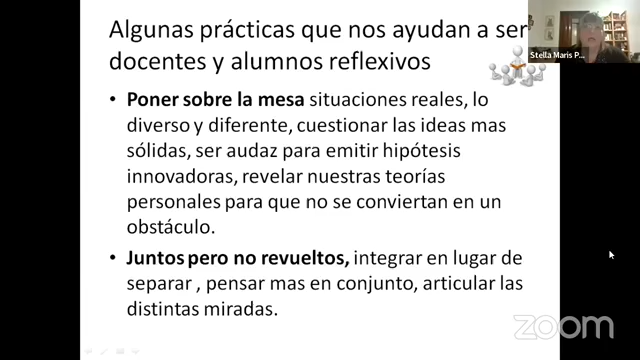 Algunas prácticas que nos ayudan a ser
docentes y alumnos reflexivos
Stella Maris P...
• Poner sobre la mesa situaciones reales, lo
diverso y diferente, cuestionar las ideas mas
sólidas, ser audaz para emitir hipótesis
innovadoras, revelar nuestras teorías
personales para que no se conviertan en un
obstáculo.
• Juntos pero no revueltos, integrar en lugar de
separar , pensar mas en conjunto, articular las
distintas miradas.
zoom